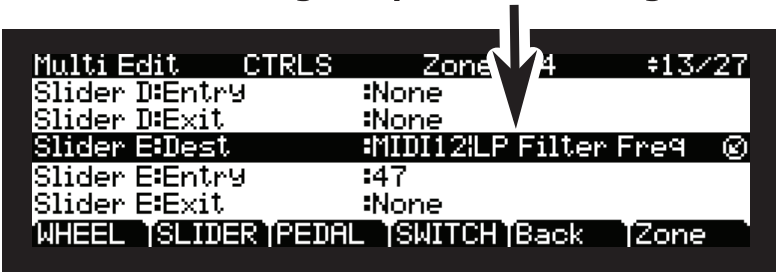 Multi Edit CTRLS Zone 4 ÷13/27
Slider D:Entry :None
Slider D:Exit :None
Slider E:Dest :MIDI12:LP Filter Freq
Slider E:Entry :47
Slider E:Exit :None
WHEEL SLIDER PEDAL SWITCH Back Zone